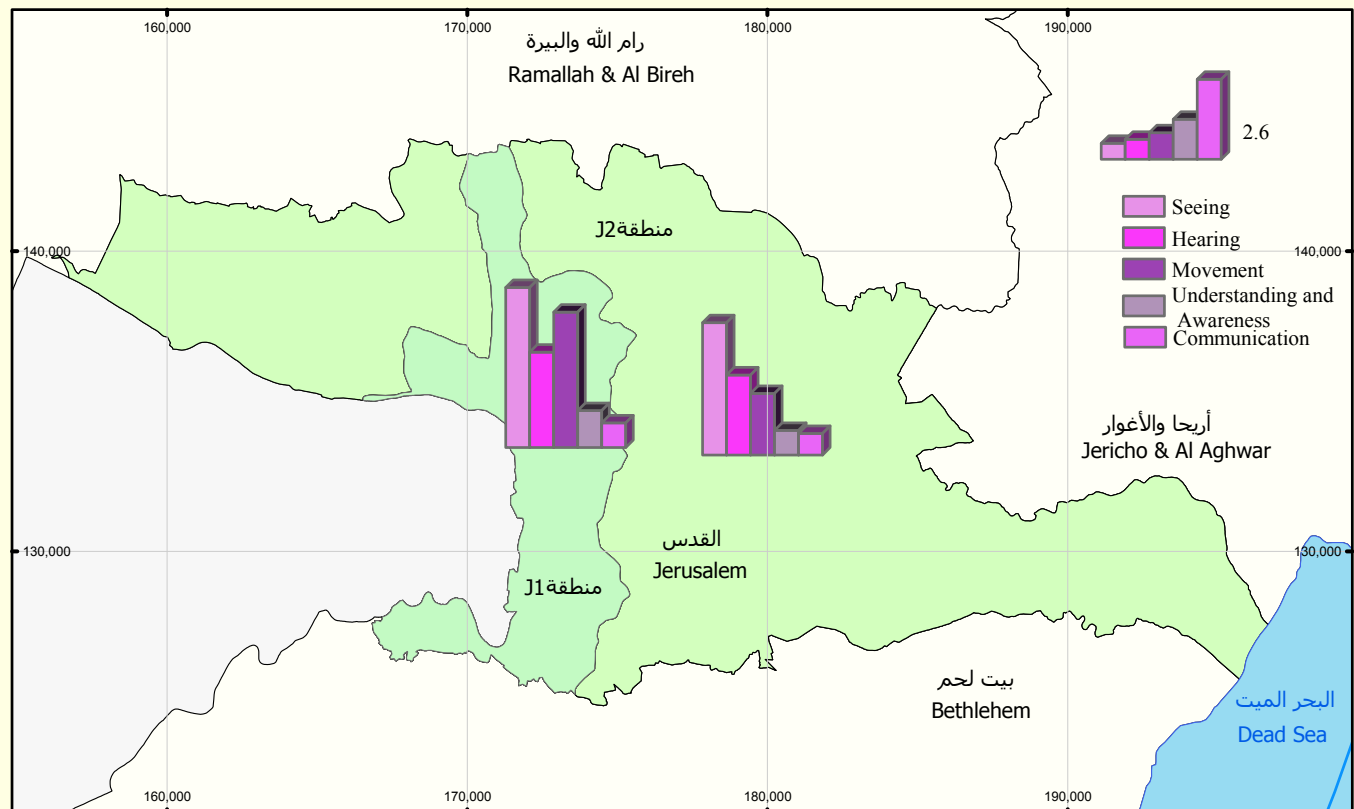 160,000
170,000
180,000
190,000
رام الله والبيرة
Ramallah & Al Bireh
2.6
Seeing
Hearing
Movement
Understanding and
Awareness
Communication
منطقةJ2
140,000
140,000
أريحا والأغوار
Jericho & Al Aghwar
130,000
130,000
القدس
Jerusalem
منطقةJ1
بيت لحم
Bethlehem
البحر الميت
Dead Sea
160,000
170,000
180,000
190,000